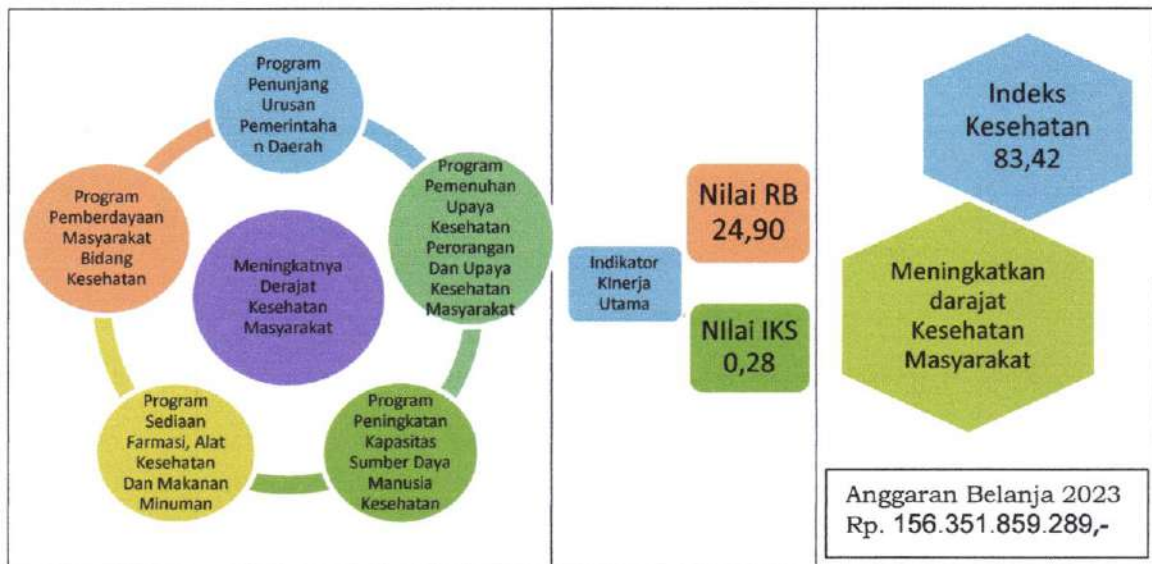 Program
Penunjang
Urusan
Pemerintaha
n Daerah
Program
Pemenuhan
Upaya
Kesehatan
Perorangan
Dan Upaya
Kesehatan
Masyarakat
Program
Peningkatan
Kapasitas
Sumber Daya
Manusia
Kesehatan
Program
Sediaan
Farmasi, Alat
Kesehatan
Dan Makanan
Minuman
Program
Pemberdayaan
Masyarakat
Bidang
Kesehatan
Meningkatnya
Derajat
Kesehatan
Masyarakat
Indikator
KInerja
Utama
Nilai RB
24,90
NIlai IKS
0,28
Indeks
Kesehatan
83,42
Meningkatkan
darajat
Kesehatan
Masyarakat
Anggaran Belanja 2023
Rp. 156.351.859.289,-